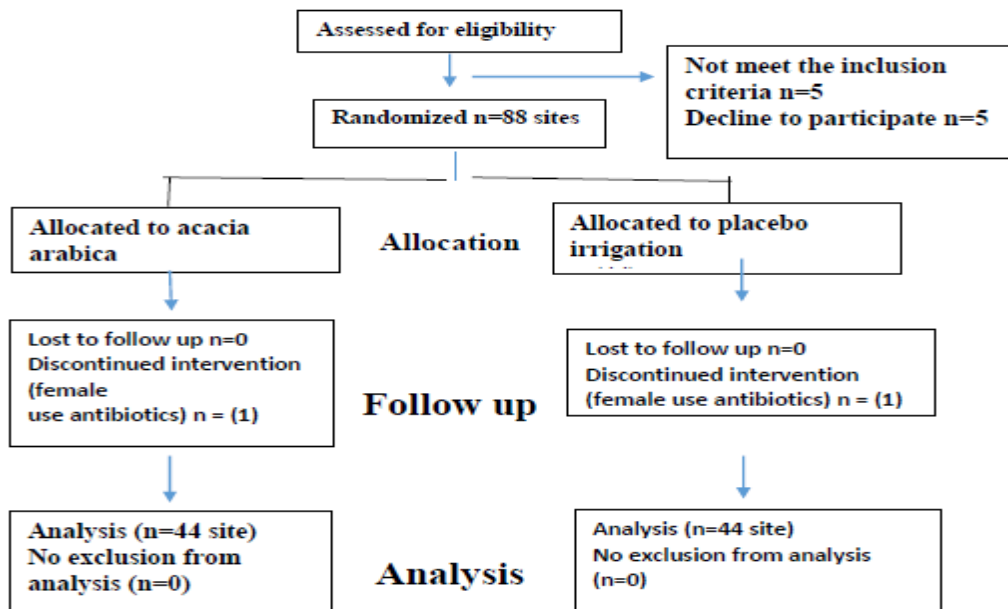 Assessed for eligibility
Not meet the inclusion
criteria n=5
Decline to participate n=5
Randomized n=88 sites
Allocated to acacia
arabica
Allocation
Allocated to placebo
irrigation
Lost to follow up n=0
Discontinued intervention
(female
use antibiotics) n = (1)
Follow up
Lost to follow up n=0
Discontinued intervention
(female use antibiotics) n = (1)
Analysis (n=44 site)
No exclusion from
analysis (n=0)
Analysis
Analysis (n=44 site)
No exclusion from analysis
(n=0)